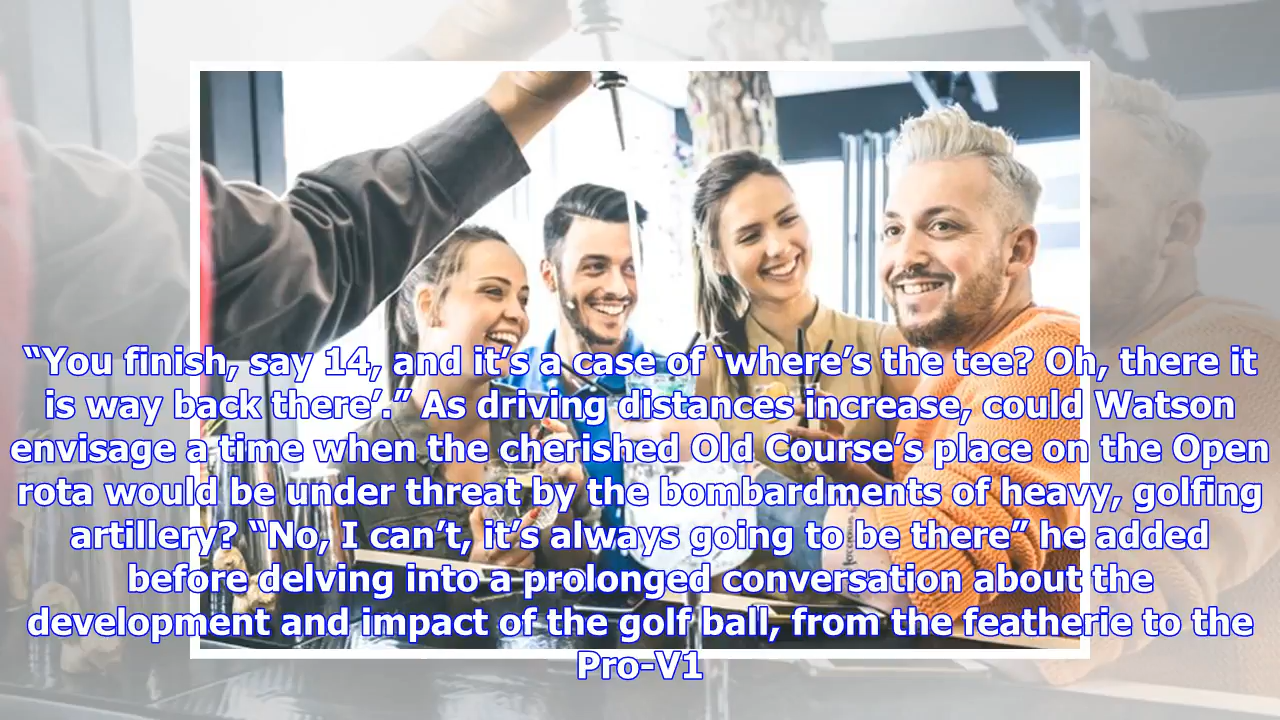 “You finish, say 14, and it’s a case of ‘where’s the tee? Oh, there it
is way back there’.” As driving distances increase, could Watson
envisage a time when the cherished Old Course’s place on the Open
rota would be under threat by the bombardments of heavy, golfing
artillery? “No, I can’t, it’s always going to be there” he added
before delving into a prolonged conversation about the
development and impact of the golf ball, from the featherie to the
Pro-V1